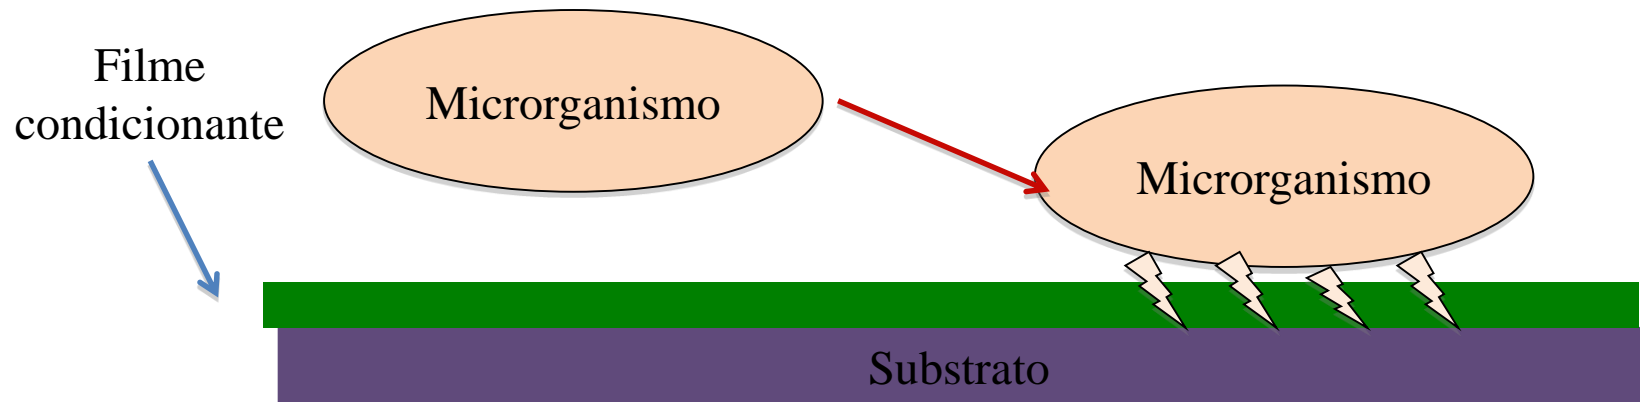 Filme
condicionante
Microrganismo
Microrganismo
Substrato